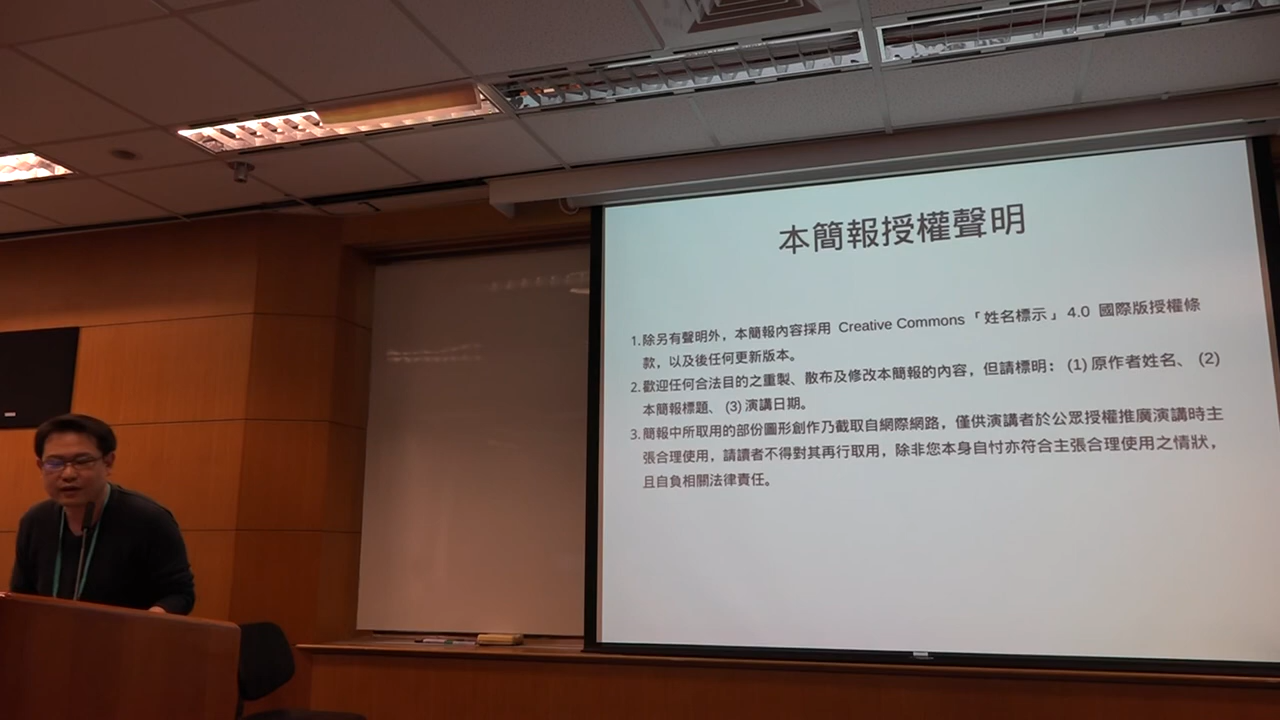 本簡報授權聲明
1. 除另有聲明外，本簡報內容採用 Creative Commons「姓名標示」4.0 國際版授權條
款，以及後任何更新版本。
2. 歡迎任何合法目的之重製、散布及修改本簡報的內容，但請標明： (1) 原作者姓名、 (2)
本簡報標題、 (3) 演講日期。
3. 簡報中所取用的部份圖形創作乃截取自網際網路，僅供演講者於公眾授權推廣演講時主
張合理使用，請讀者不得對其再行取用，除非您本身自忖亦符合主張合理使用之情狀，
且自負相關法律責任。